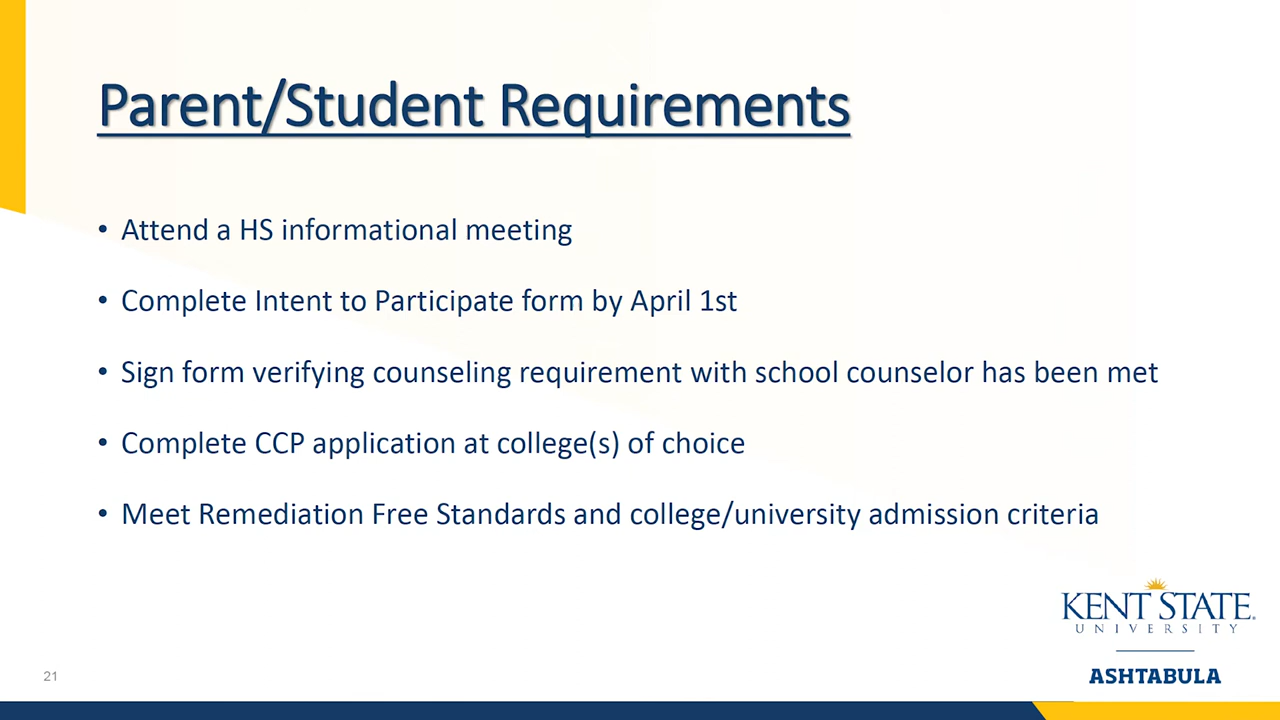 Parent/Student Requirements
• Attend a HS informational meeting
• Complete Intent to Participate form by April 1st
• Sign form verifying counseling requirement with school counselor has been met
• Complete CCP application at college(s) of choice
• Meet Remediation Free Standards and college/university admission criteria
KENT STATE®
UNIVERSITY
ASHTABULA
21